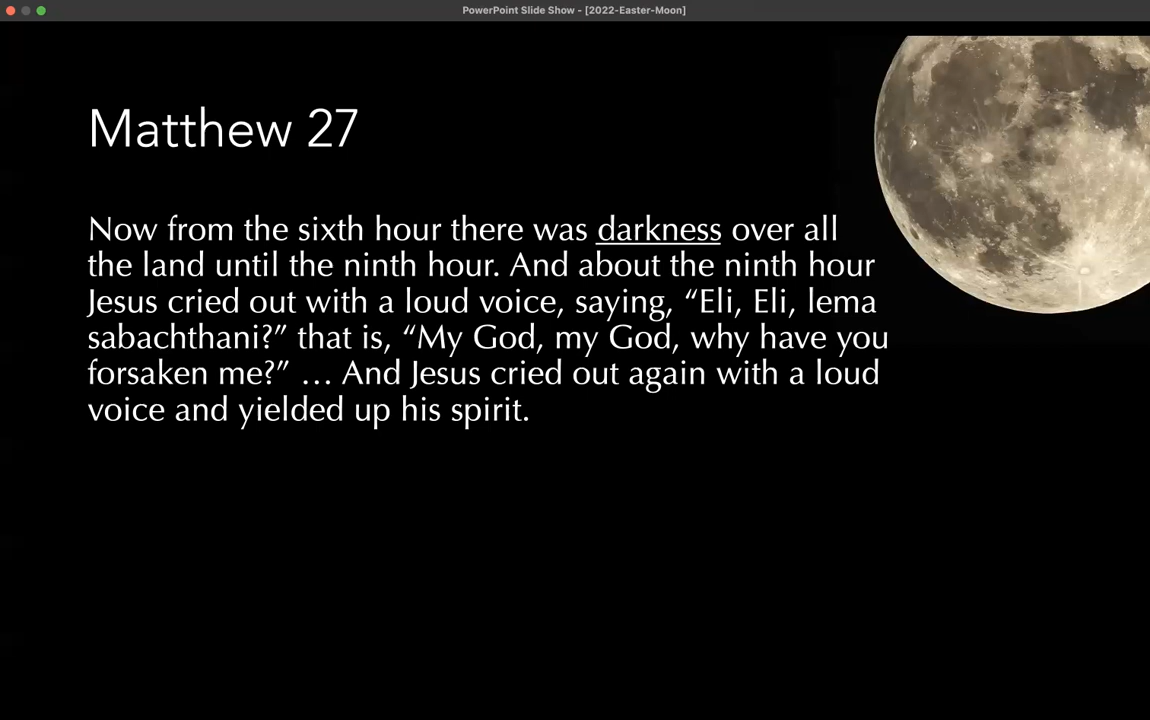 PowerPoint Slide Show - [2022-Easter-Moon]
Matthew 27
Now from the sixth hour there was darkness over all
the land until the ninth hour. And about the ninth hour
Jesus cried out with a loud voice, saying, “Eli, Eli, lema
sabachthani?” that is, “My God, my God, why have you
forsaken me?” … And Jesus cried out again with a loud
voice and yielded up his spirit.